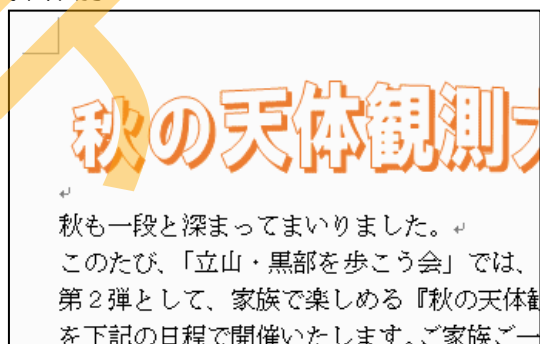 秋の天体観測
秋も一段と深まってまいりました。
このたび、「立山・黒部を歩こう会」では、
第２弾として、家族で楽しめる『秋の天体
を下記の日程で開催いたします。ご家族ご一